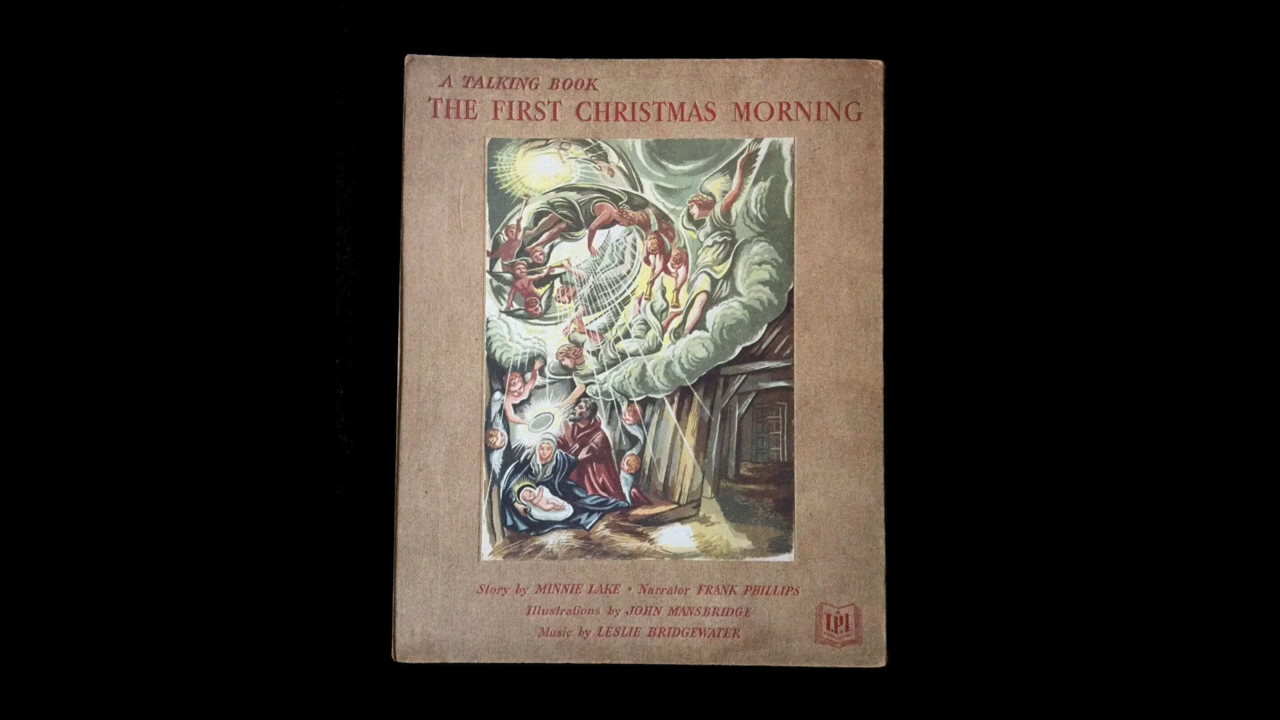 A TALKING BOOK
THE FIRST CHRISTMAS MORNING
Story by MINNIE LAKE · Narrator FRANK PHILLIPS
Illustrations by JOHN MANSBRIDGE
Music by LESLIE BRIDGEWATER
I.P.I